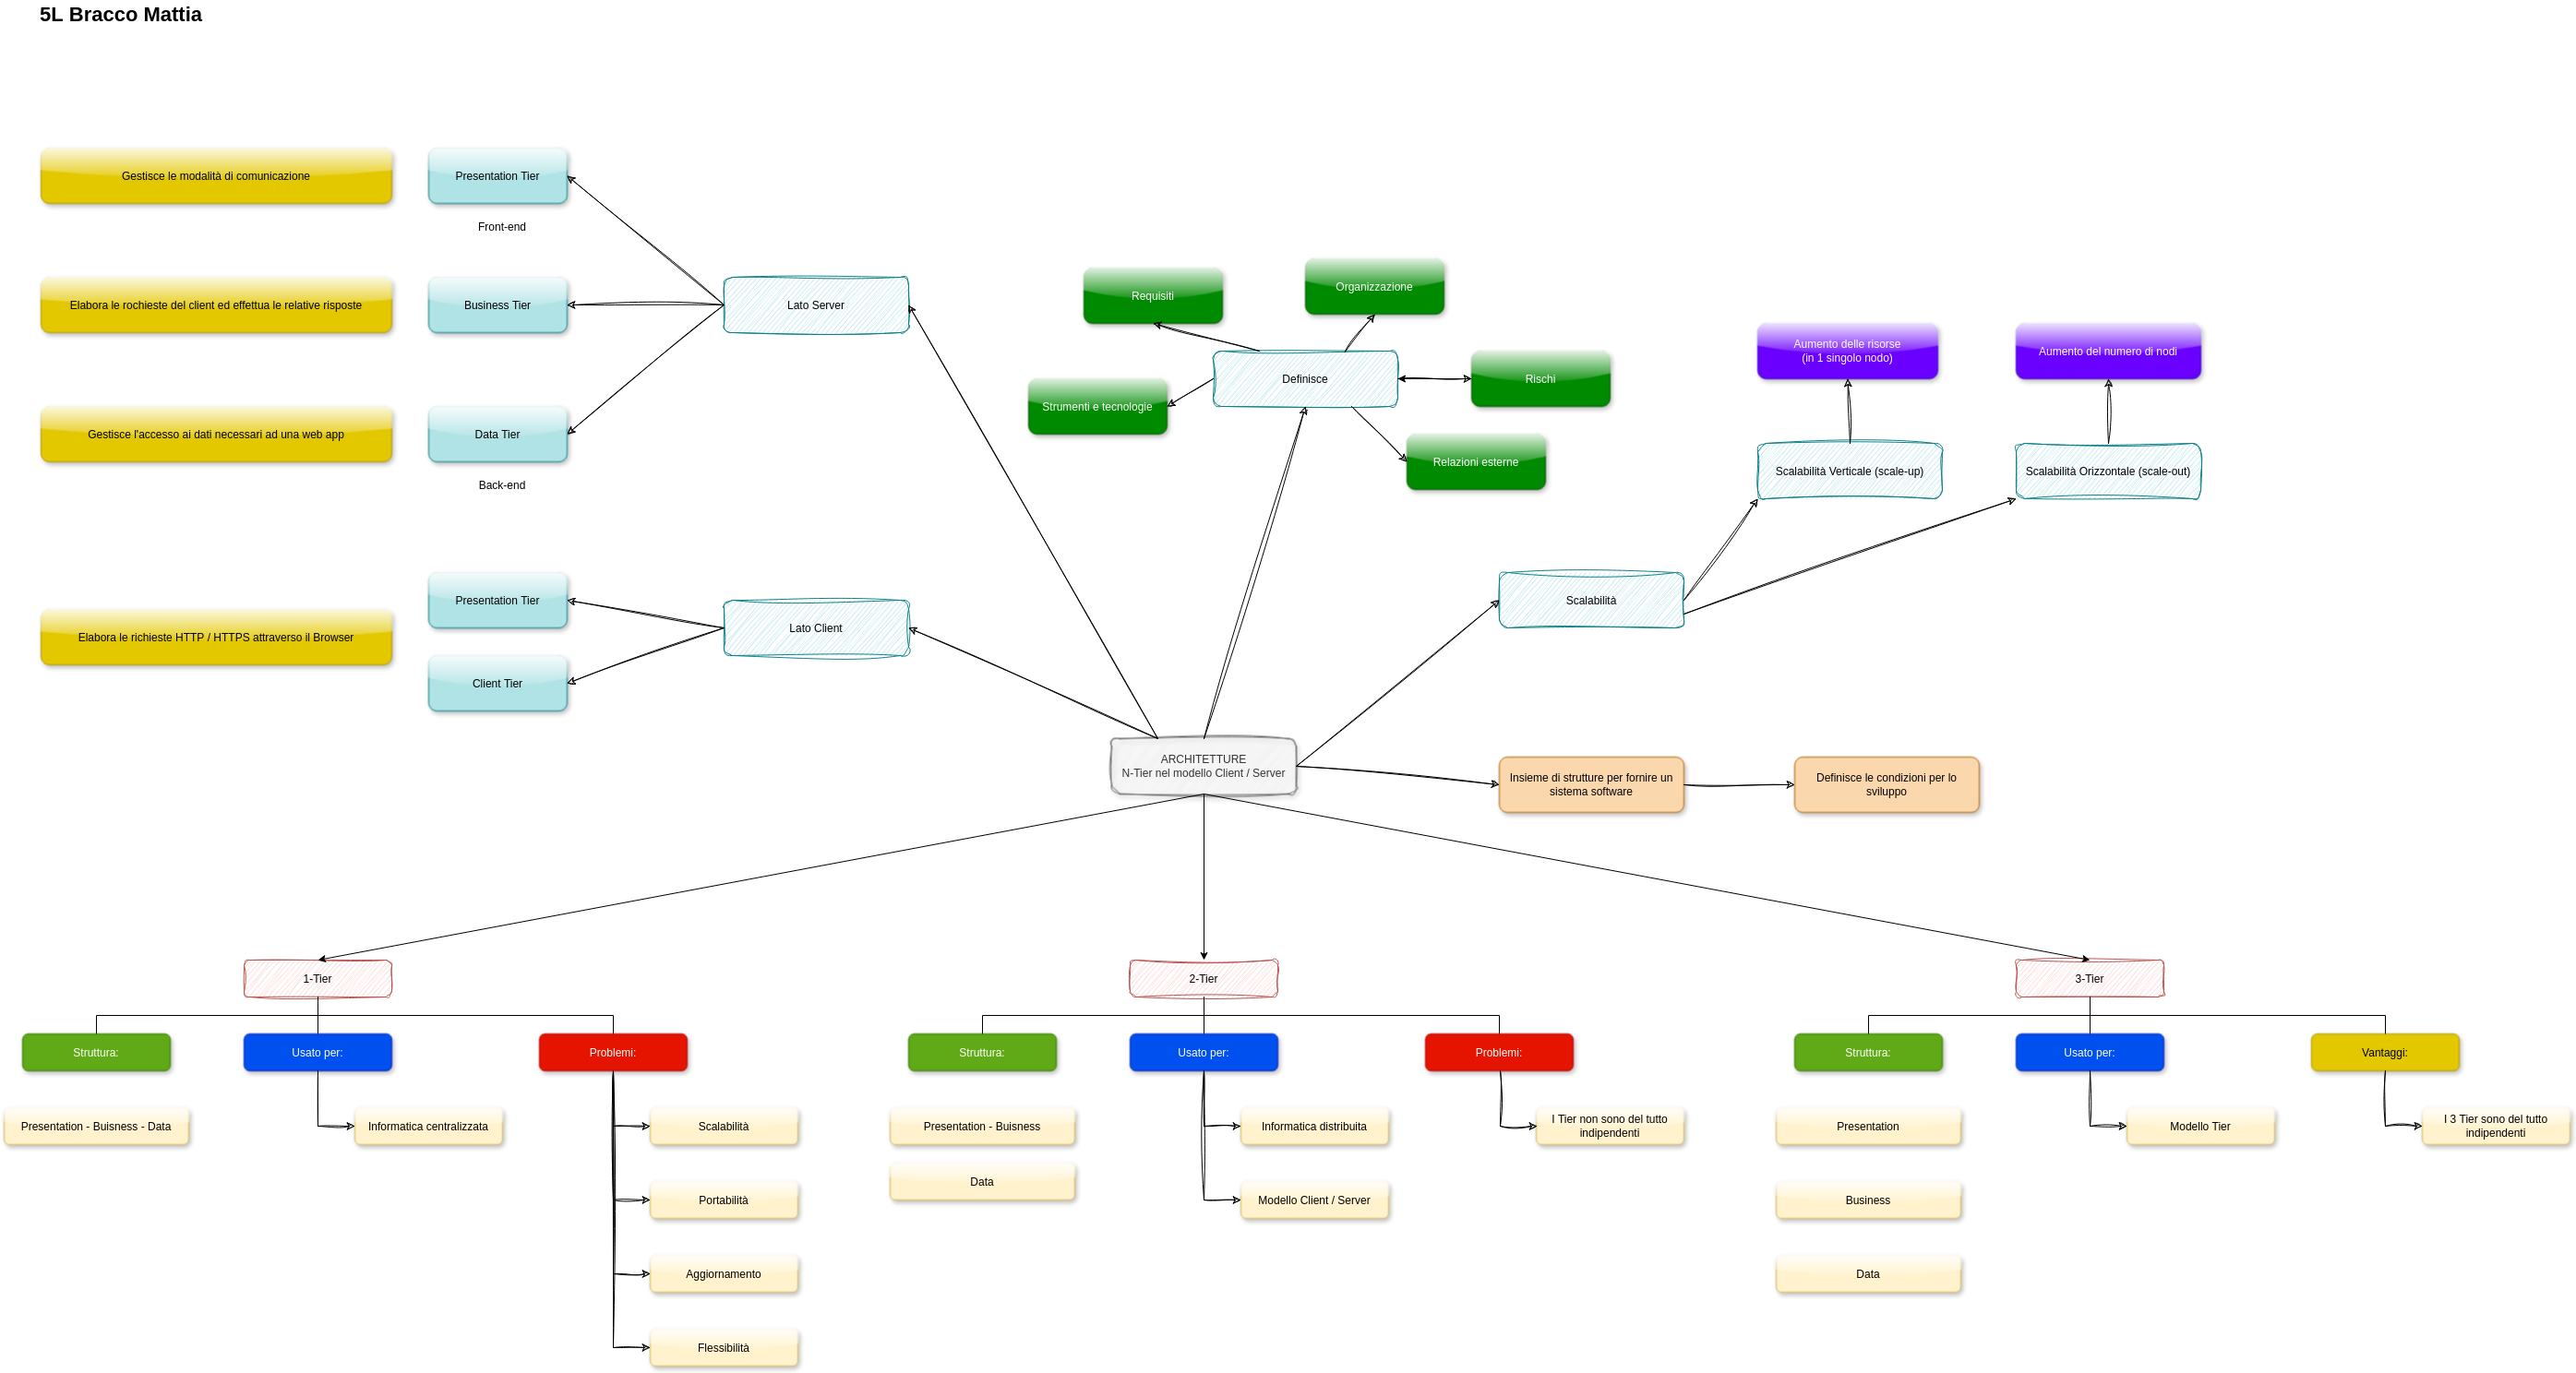 5L Bracco Mattia
Gestisce le modalità di comunicazione
Presentation Tier
Front-end
Elabora le rochieste del client ed effettua le relative risposte
Business Tier
Lato Server
Gestisce l'accesso ai dati necessari ad una web app
Data Tier
Back-end
Requisiti
Organizzazione
Definisce
Rischi
Strumenti e tecnologie
Relazioni esterne
Aumento delle risorse
(in 1 singolo nodo)
Aumento del numero di nodi
Scalabilità Verticale (scale-up)
Scalabilità Orizzontale (scale-out)
Scalabilità
Presentation Tier
Lato Client
Elabora le richieste HTTP / HTTPS attraverso il Browser
Client Tier
ARCHITETTURE
N-Tier nel modello Client / Server
Insieme di strutture per fornire un
sistema software
Definisce le condizioni per lo
sviluppo
1-Tier
Struttura:
Usato per:
Problemi:
Presentation - Buisness - Data
Informatica centralizzata
Scalabilità
Portabilità
Aggiornamento
Flessibilità
2-Tier
Struttura:
Usato per:
Problemi:
Presentation - Buisness
Data
Informatica distribuita
Modello Client / Server
I Tier non sono del tutto
indipendenti
3-Tier
Struttura:
Usato per:
Vantaggi:
Presentation
Business
Data
Modello Tier
I 3 Tier sono del tutto
indipendenti